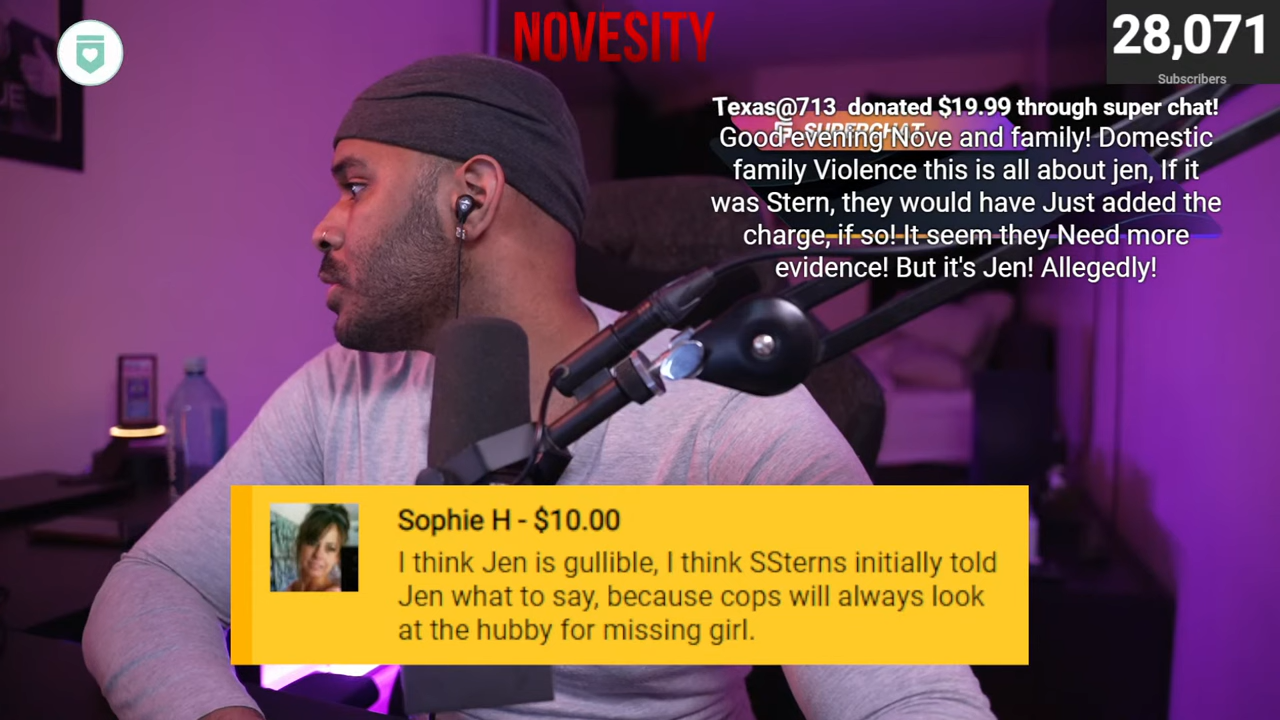 NOVESITY
28,071
Subscribers
Texas@713 donated $19.99 through super chat!
SUPERCHAT
Good evening Nove and family! Domestic
family Violence this is all about jen, If it
was Stern, they would have Just added the
charge, if so! It seem they Need more
evidence! But it's Jen! Allegedly!
Sophie H - $10.00
I think Jen is gullible, I think SSterns initially told
Jen what to say, because cops will always look
at the hubby for missing girl.